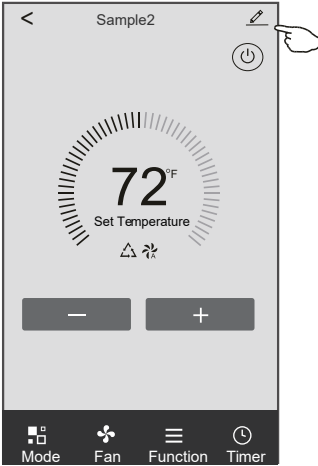 Sample2
72°F
Set Temperature
A
Mode Fan Function Timer